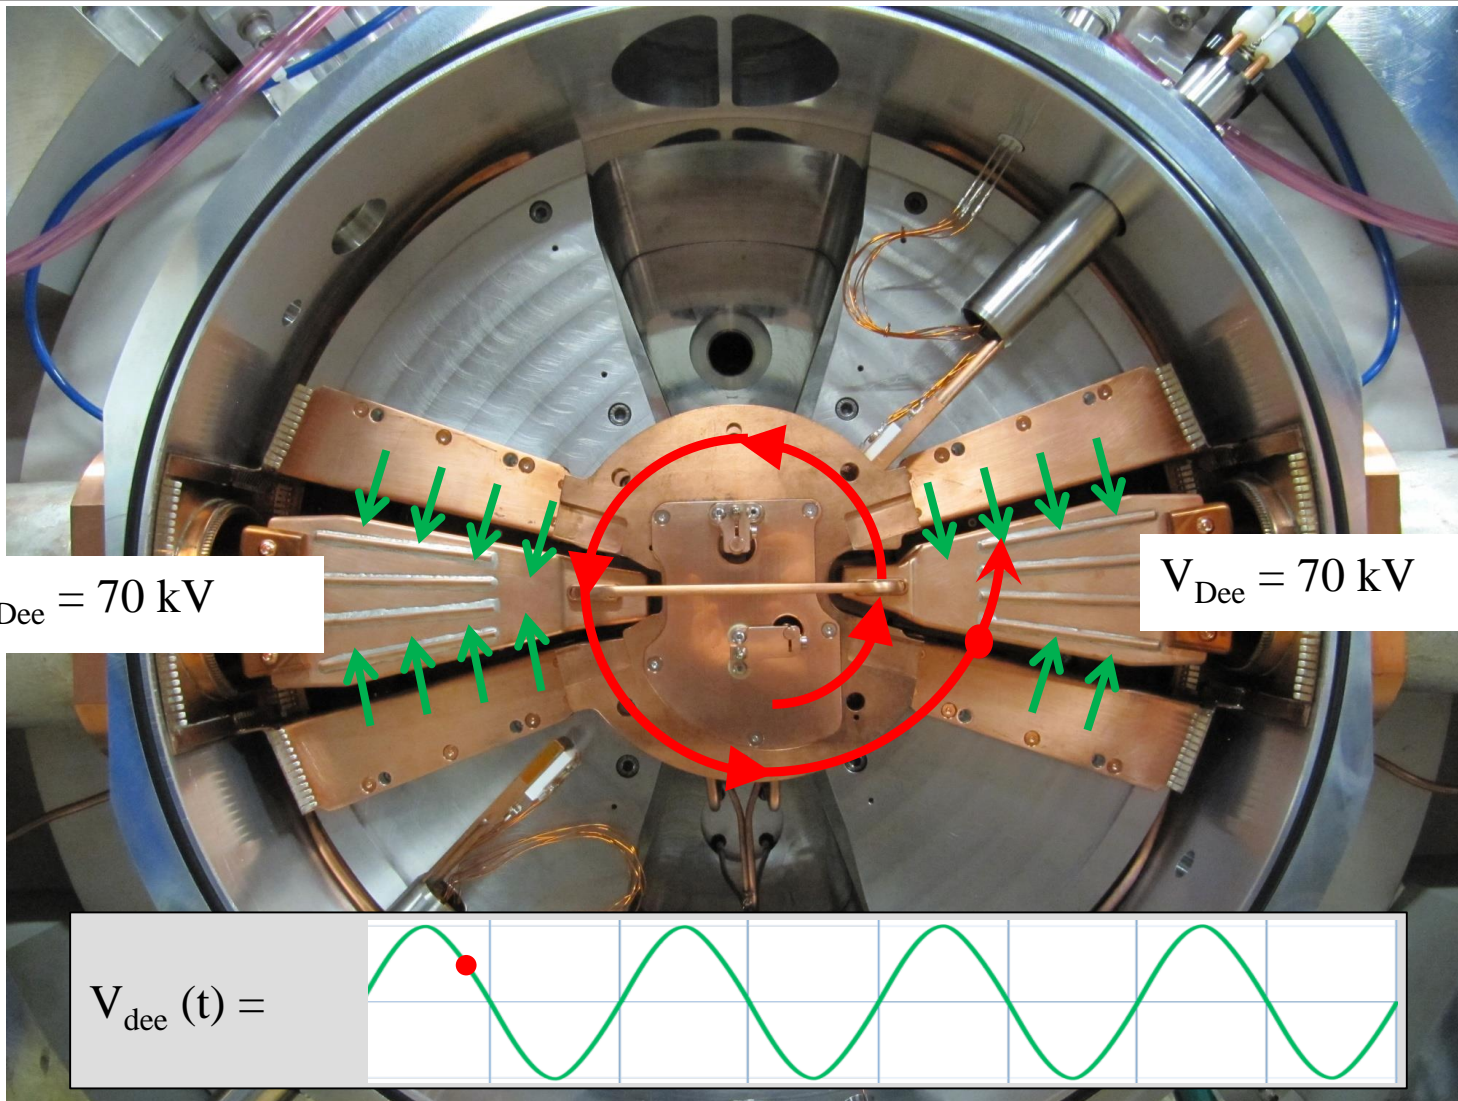 Dee = 70 kV
VDee = 70 kV
Vdee (t) =